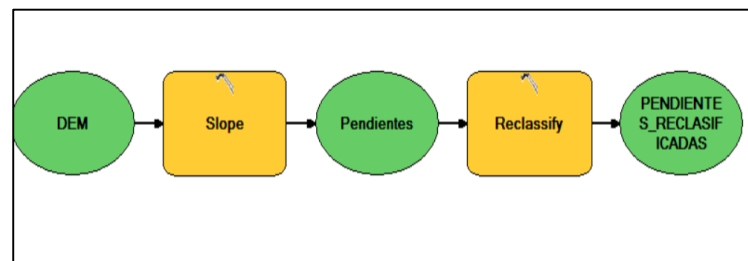 DEM
Slope
Pendientes
Reclassify
PENDIENTE
S_RECLASIF
ICADAS